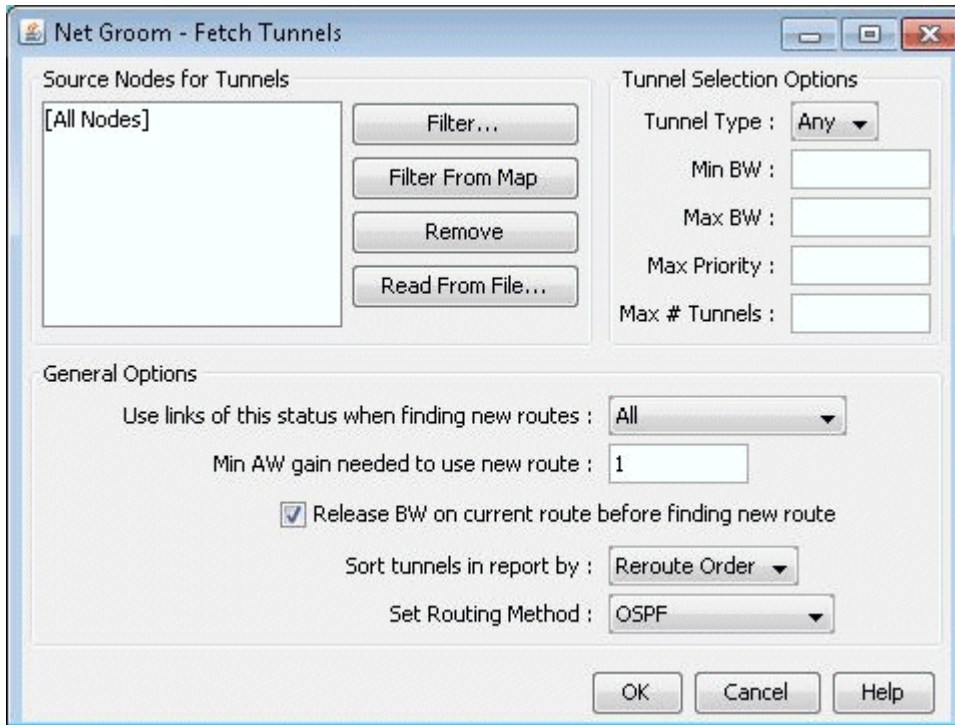 Net Groom - Fetch Tunnels
Source Nodes for Tunnels
[All Nodes]
Filter...
Filter From Map
Remove
Read From File...
Tunnel Selection Options
Tunnel Type : Any
Min BW :
Max BW :
Max Priority :
Max # Tunnels :
General Options
Use links of this status when finding new routes : All
Min AW gain needed to use new route : 1
Release BW on current route before finding new route
Sort tunnels in report by : Reroute Order
Set Routing Method : OSPF
OK Cancel Help